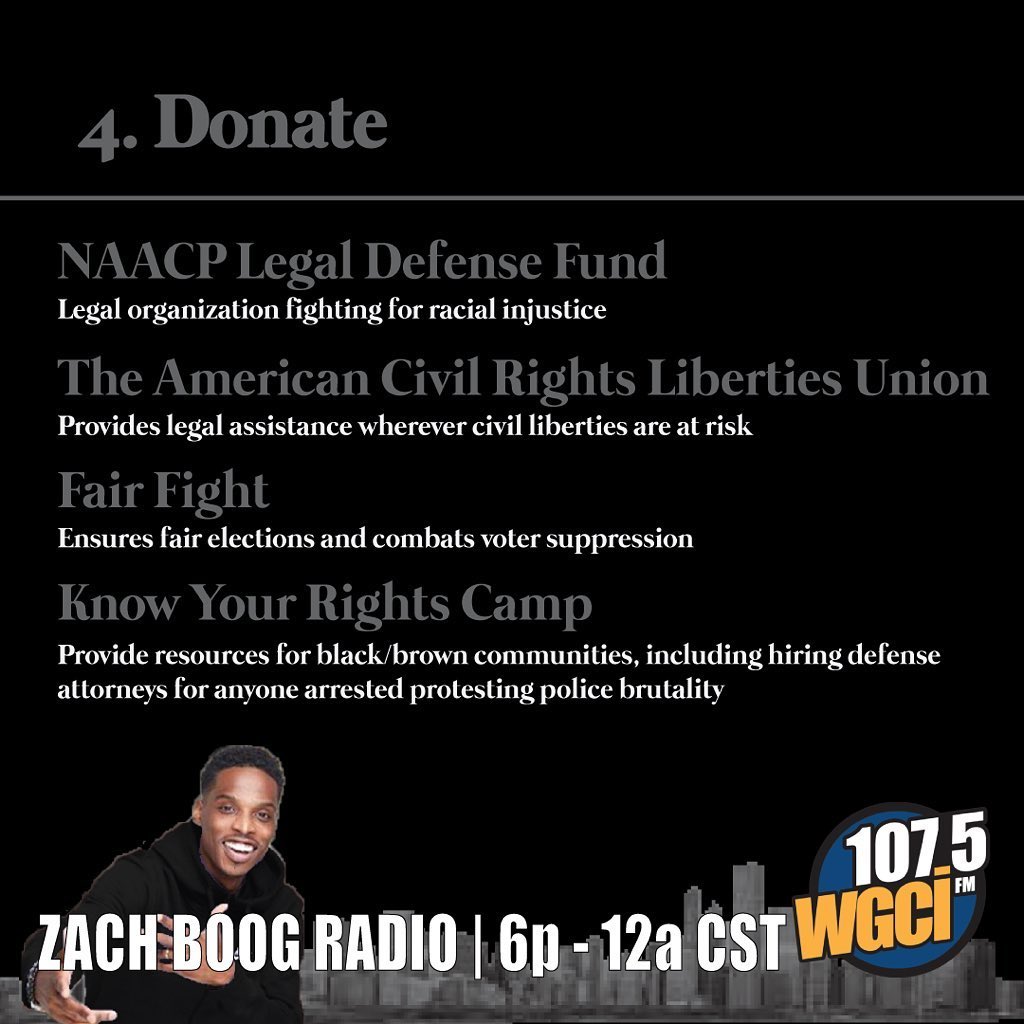 4. Donate
NAACP Legal Defense Fund
Legal organization fighting for racial injustice
The American Civil Rights Liberties Union
Provides legal assistance wherever civil liberties are at risk
Fair Fight
Ensures fair elections and combats voter suppression
Know Your Rights Camp
Provide resources for black/brown communities, including hiring defense
attorneys for anyone arrested protesting police brutality
ZACH BOOG RADIO | 6p - 12a CST
107.5
WGCI FM